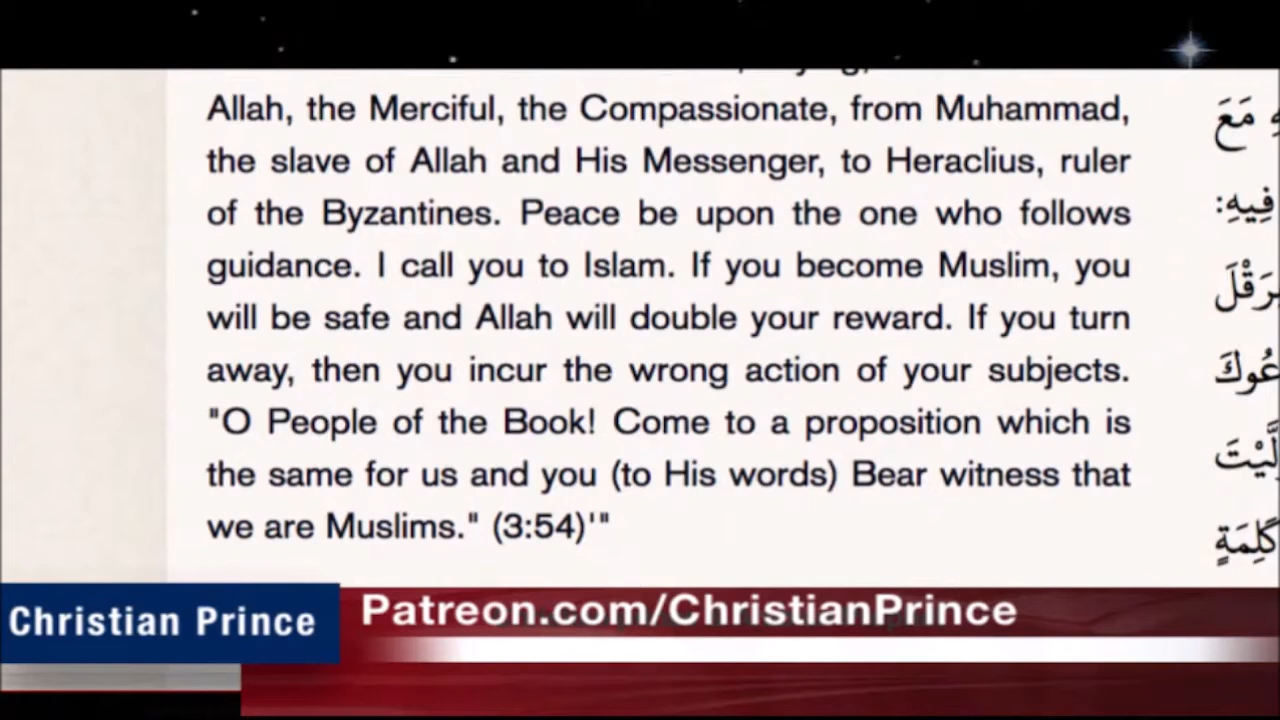 Allah, the Merciful, the Compassionate, from Muhammad, مَعَ
the slave of Allah and His Messenger, to Heraclius, ruler
of the Byzantines. Peace be upon the one who follows فِيهِ:
guidance. I call you to Islam. If you become Muslim, you
will be safe and Allah will double your reward. If you turn
away, then you incur the wrong action of your subjects.
"O People of the Book! Come to a proposition which is
the same for us and you (to His words) Bear witness that
we are Muslims." (3:54)'" كَلِمَةٍ
Christian Prince
Patreon.com/ChristianPrince